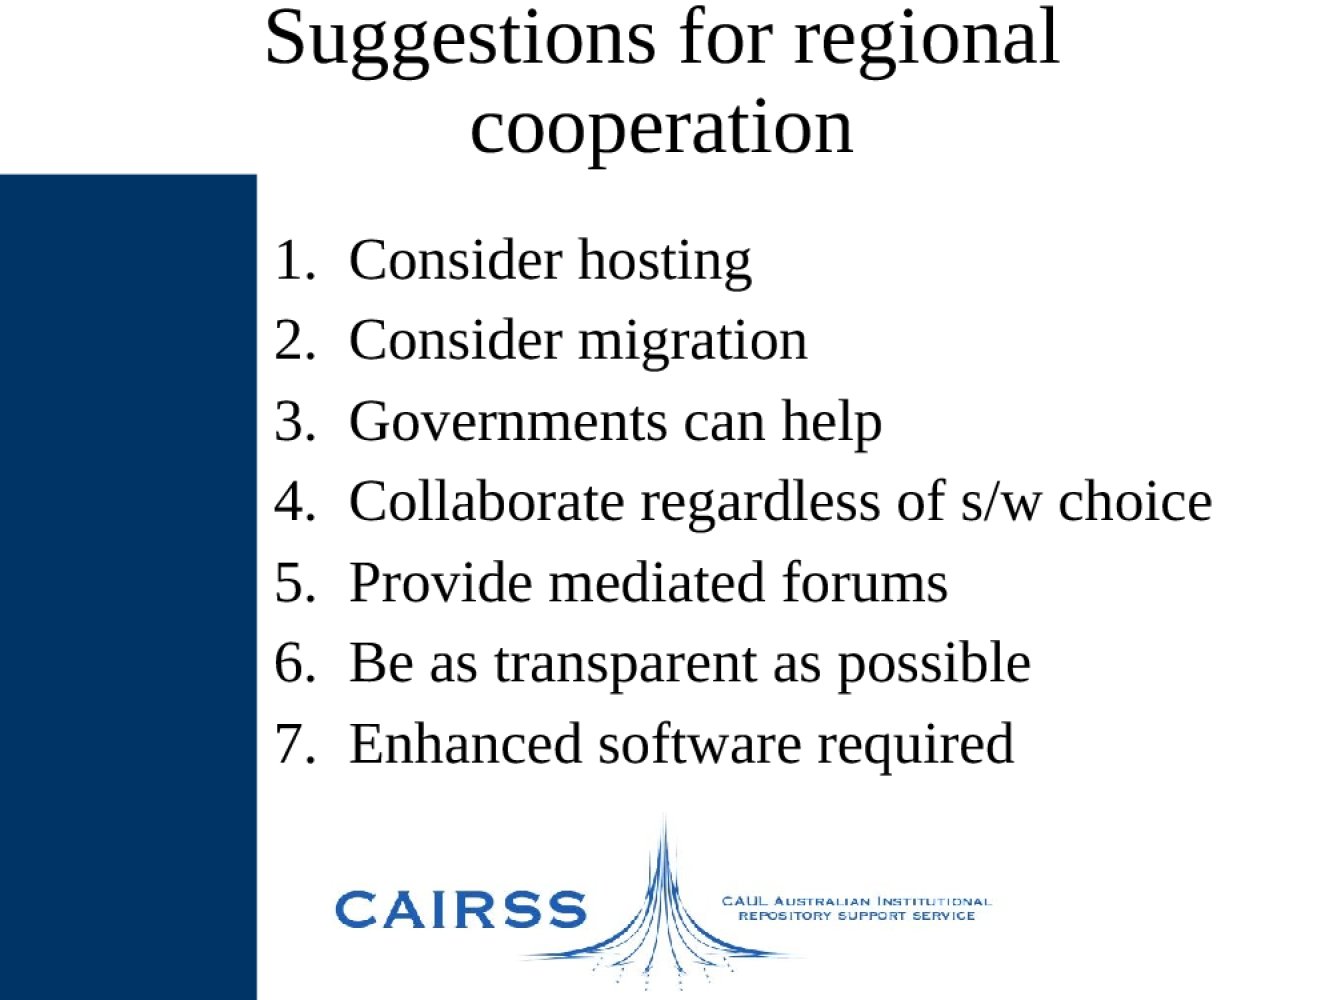 Suggestions for regional
cooperation
1. Consider hosting
2. Consider migration
3. Governments can help
4. Collaborate regardless of s/w choice
5. Provide mediated forums
6. Be as transparent as possible
7. Enhanced software required
CAIRSS
CAUL Australian Institutional
Repository Support Service